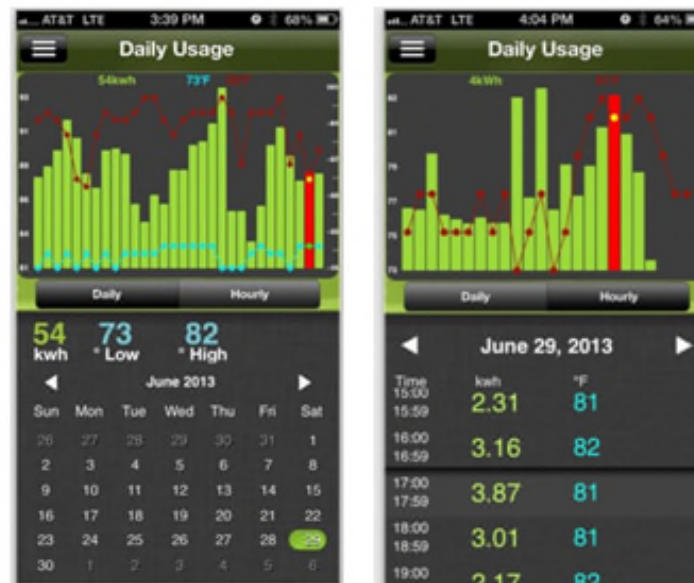 AT&T LTE 3:39 PM 68%
Daily Usage
54kwh 73°F
Daily Hourly
54 73 82
kwh ° Low ° High
June 2013
Sun Mon Tue Wed Thu Fri Sat
26 27 28 29 30 31 1
2 3 4 5 6 7 8
9 10 11 12 13 14 15
16 17 18 19 20 21 22
23 24 25 26 27 28 29
30 1 2 3 4 5 6
AT&T LTE 4:04 PM 64%
Daily Usage
4kWh
Daily Hourly
June 29, 2013
Time kwh °F
15:00
15:59 2.31 81
16:00
16:59 3.16 82
17:00
17:59 3.87 81
18:00
18:59 3.01 81
19:00
2.17 82